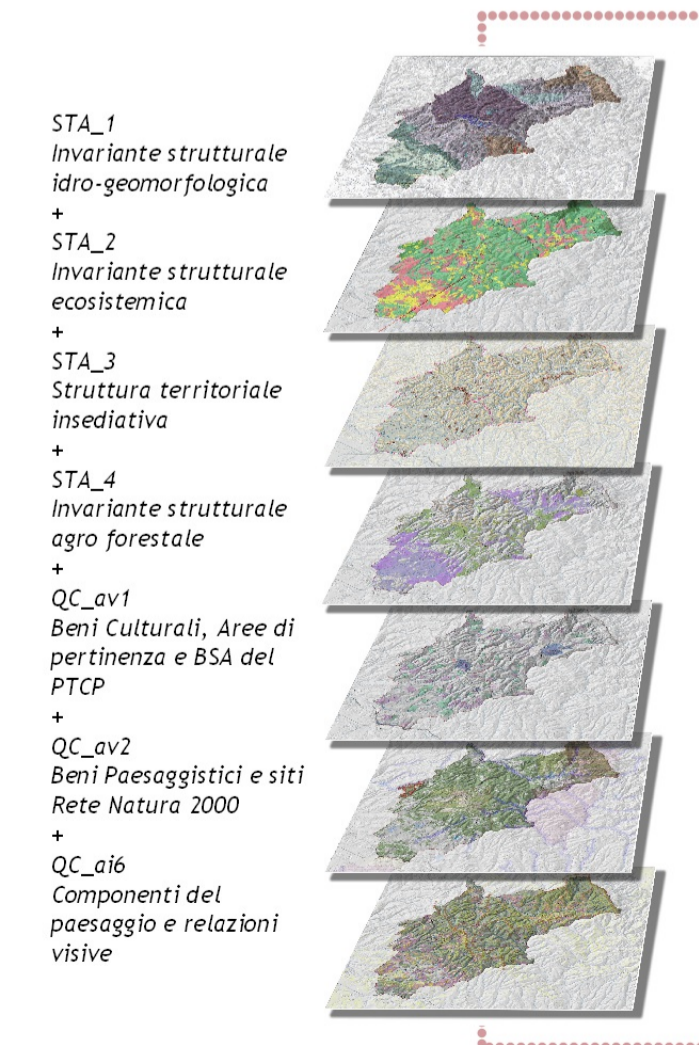 STA_1
Invariante strutturale
idro-geomorfologica
+
STA_2
Invariante strutturale
ecosistemica
+
STA_3
Struttura territoriale
insediativa
+
STA_4
Invariante strutturale
agro forestale
+
QC_av1
Beni Culturali, Aree di
pertinenza e BSA del
PTCP
+
QC_av2
Beni Paesaggistici e siti
Rete Natura 2000
+
QC_ai6
Componenti del
paesaggio e relazioni
visive